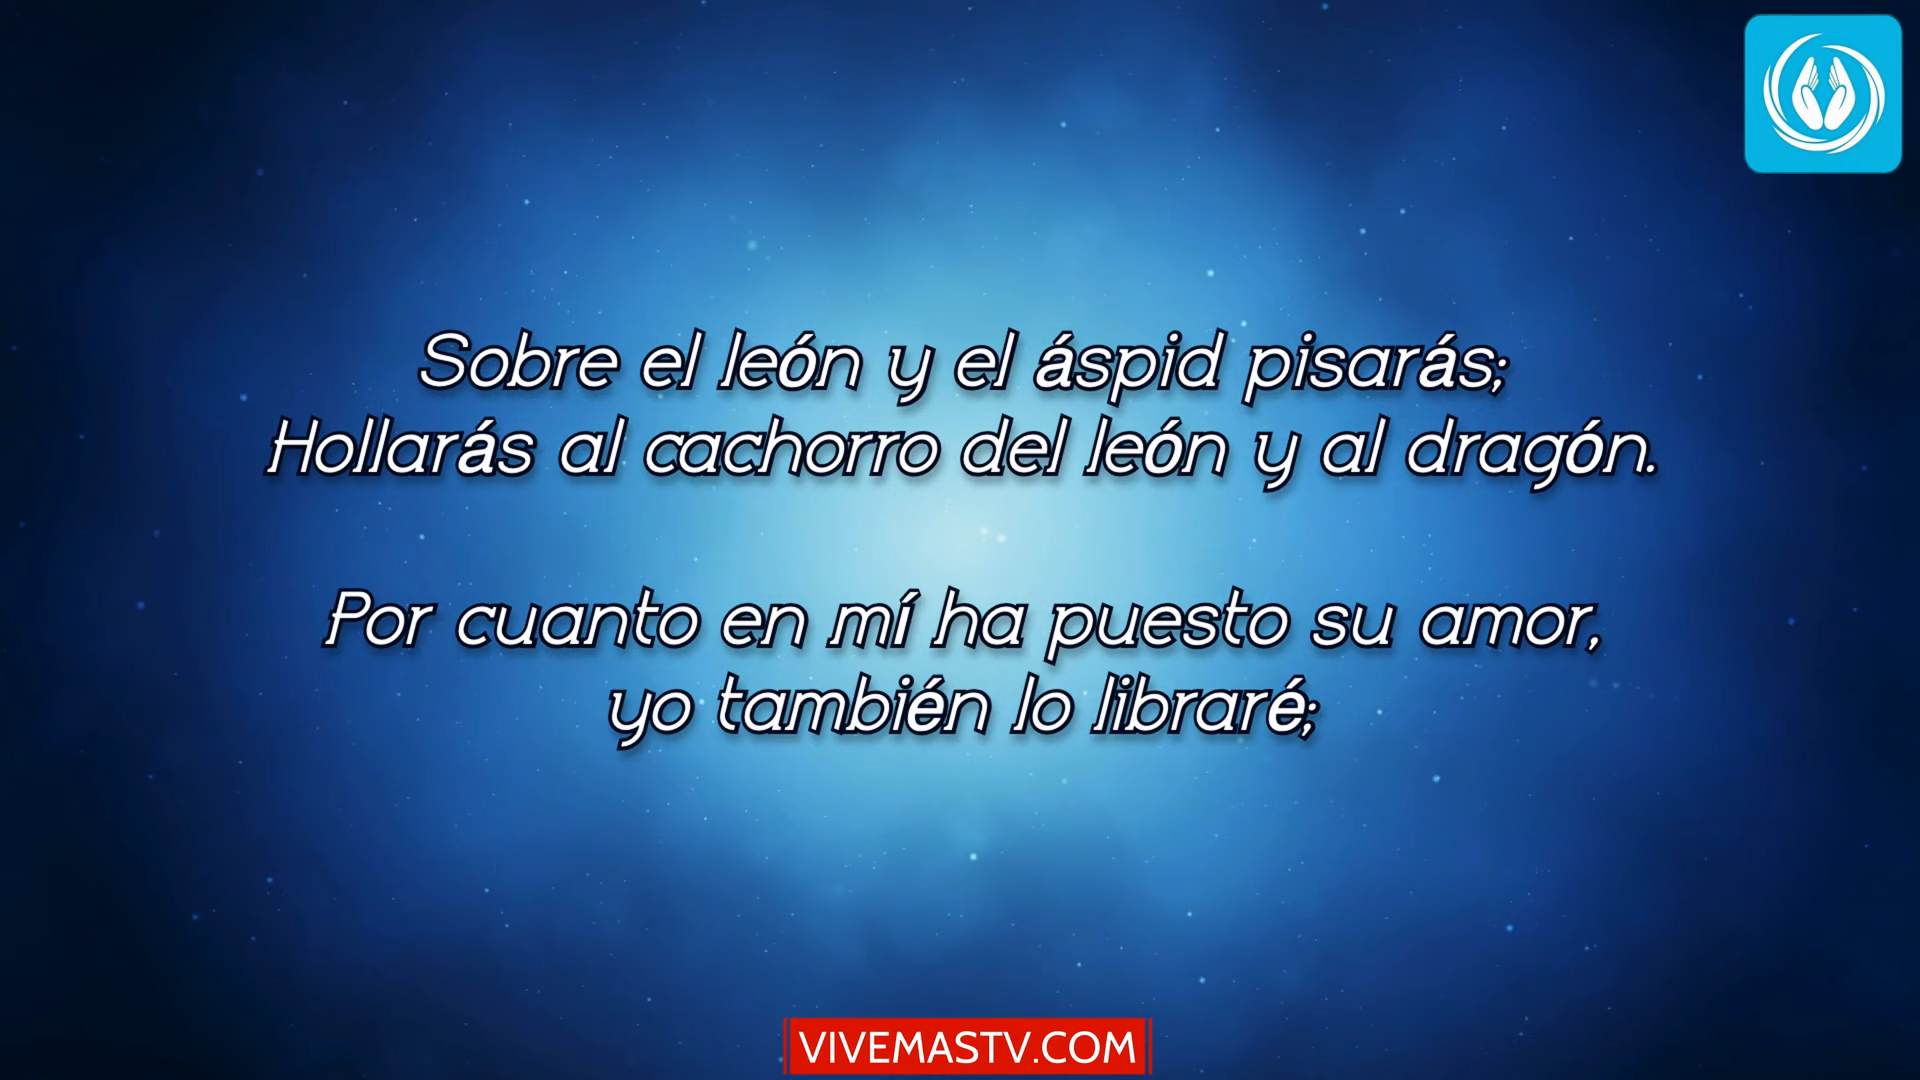 Sobre el león y el áspid pisarás;
Hollarás al cachorro del león y al dragón.
Por cuanto en mí ha puesto su amor,
yo también lo libraré;
VIVEMASTV.COM